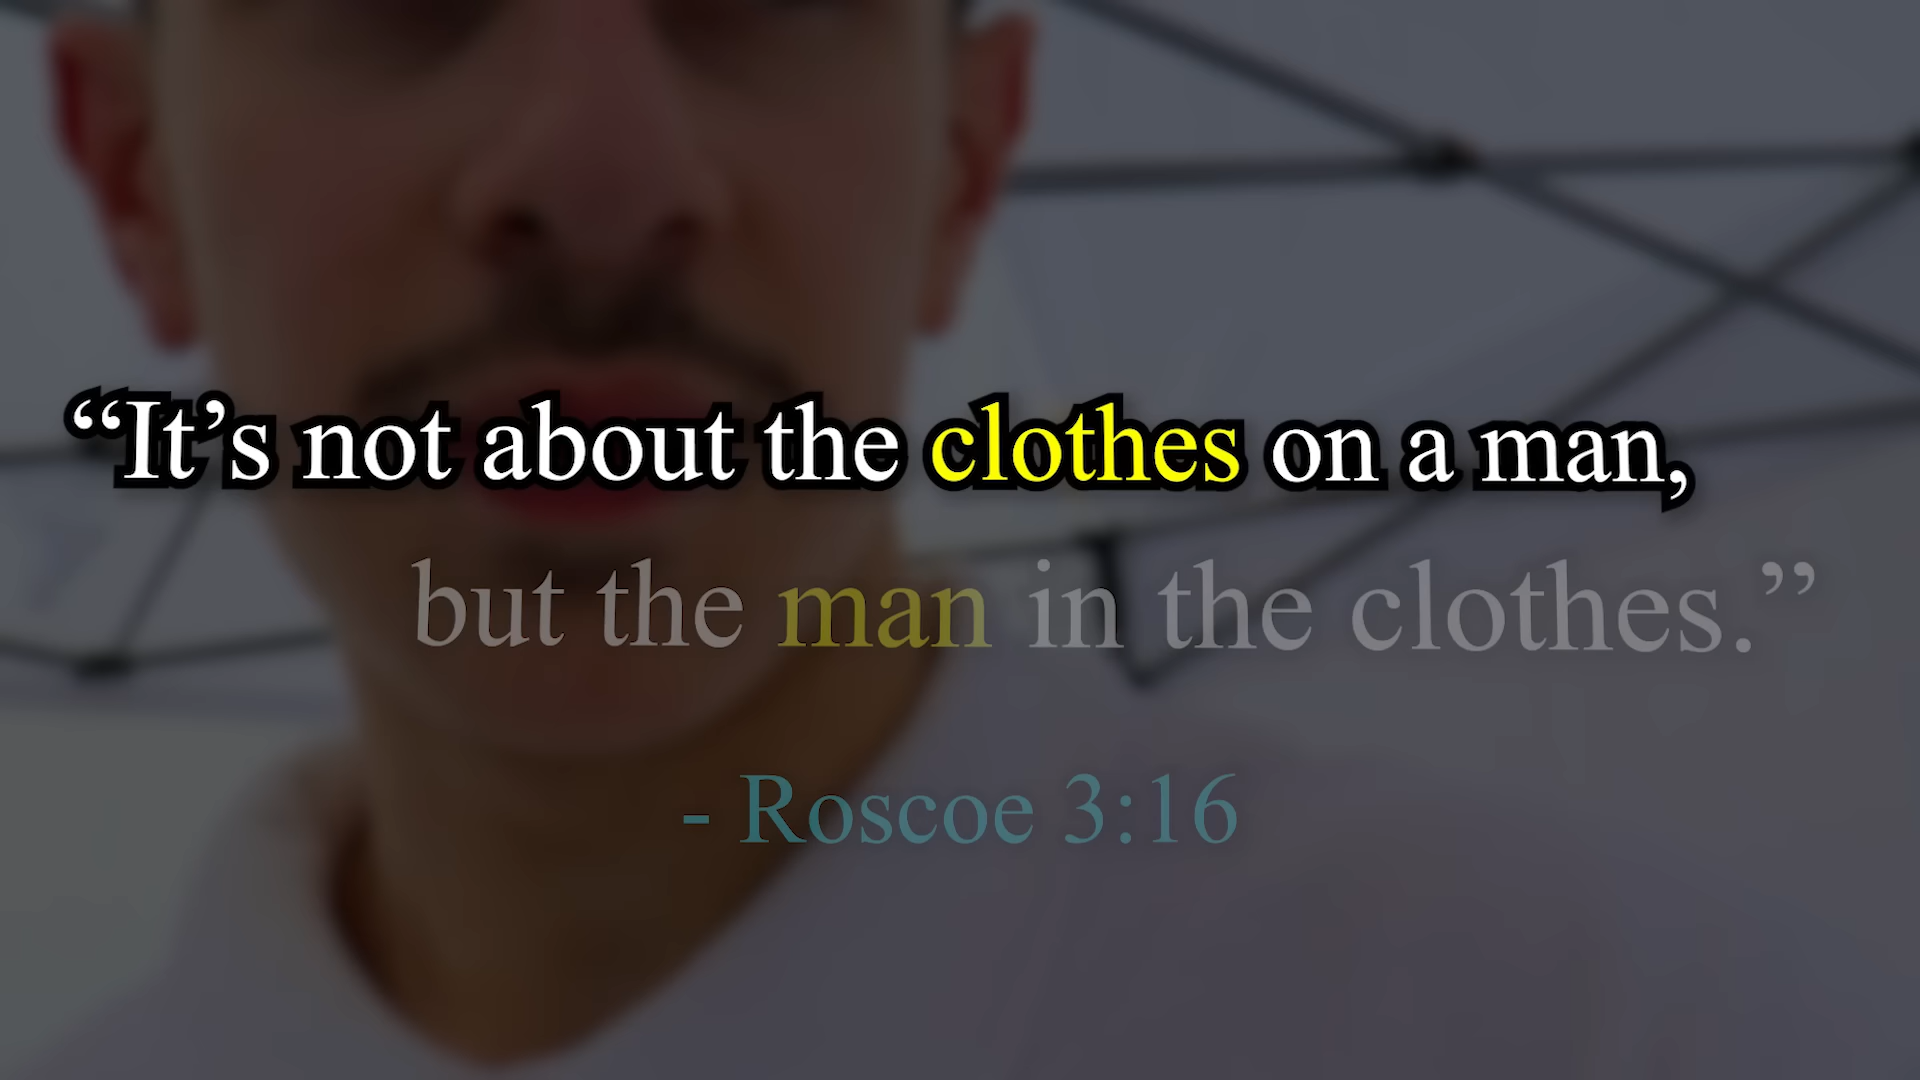 “It’s not about the clothes on a man,
but the man in the clothes.”
- Roscoe 3:16